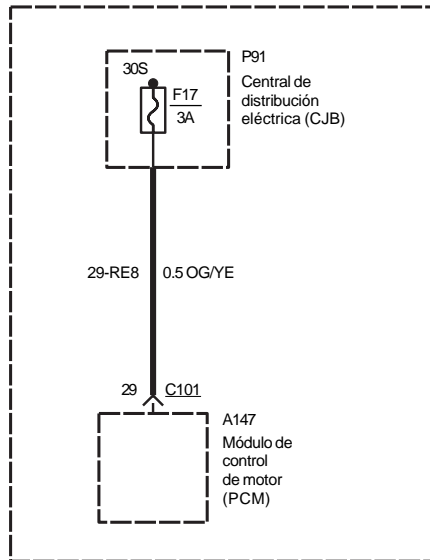 P91
30S
Central de
distribución
eléctrica (CJB)
F17
3A
29-RE8 0.5 OG/YE
29 C101
A147
Módulo de
control
de motor
(PCM)